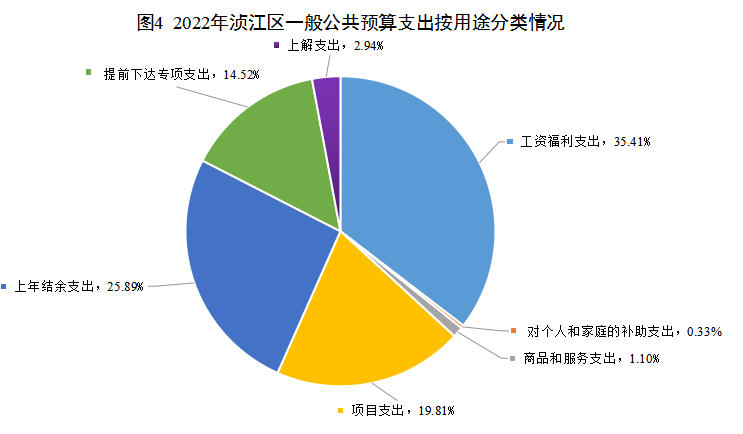 图4 2022年浈江区一般公共预算支出按用途分类情况
上解支出，2.94%
提前下达专项支出，14.52%
工资福利支出，35.41%
上年结余支出，25.89%
对个人和家庭的补助支出，0.33%
商品和服务支出，1.10%
项目支出，19.81%